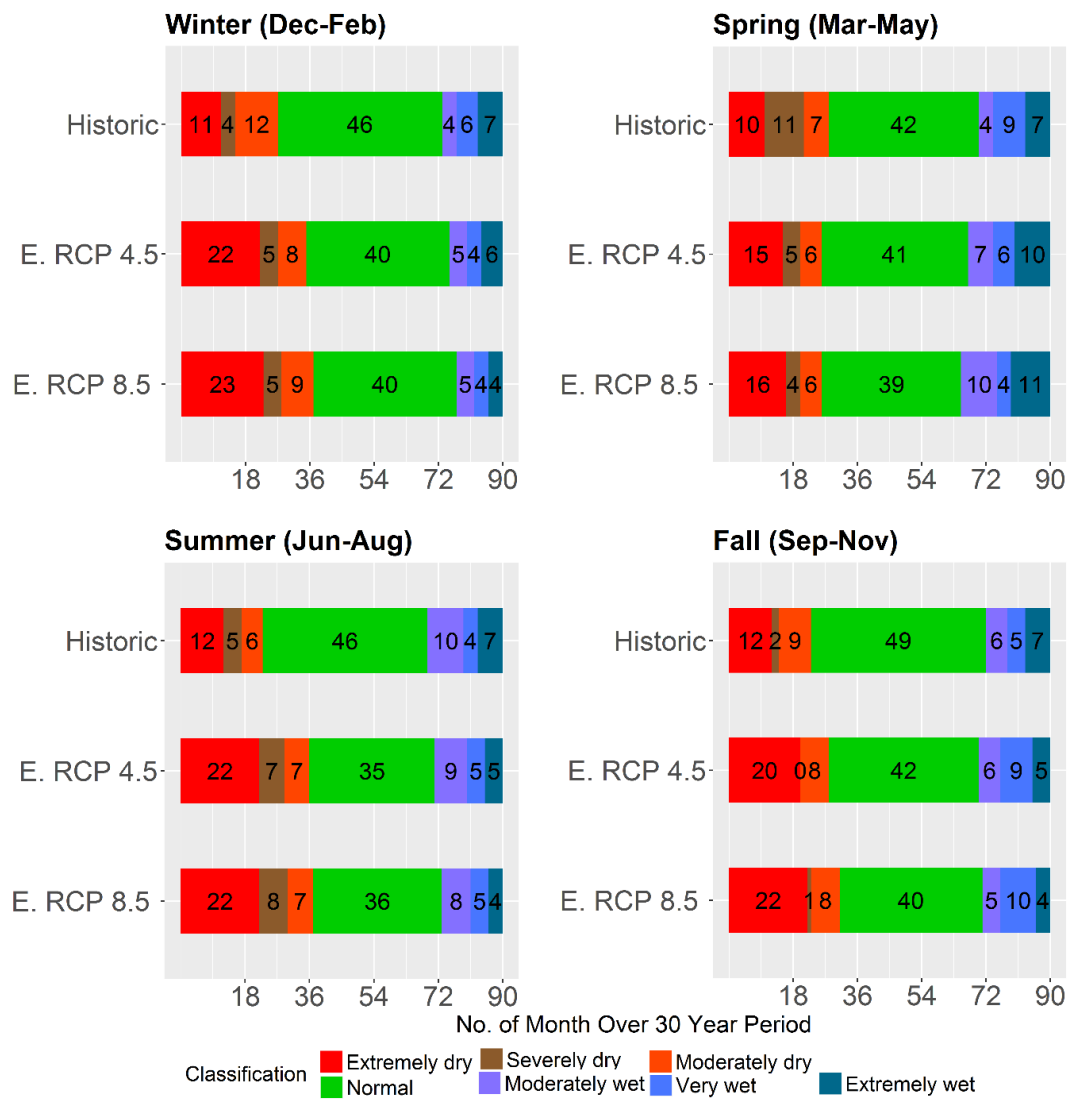 Winter (Dec-Feb)
Historic 11 4 12 46 4 6 7
E. RCP 4.5 22 5 8 40 5 4 6
E. RCP 8.5 23 5 9 40 5 4 4
18 36 54 72 90
Spring (Mar-May)
Historic 10 11 7 42 4 9 7
E. RCP 4.5 15 5 6 41 7 6 10
E. RCP 8.5 16 4 6 39 10 4 11
18 36 54 72 90
Summer (Jun-Aug)
Historic 12 5 6 46 10 4 7
E. RCP 4.5 22 7 7 35 9 5 5
E. RCP 8.5 22 8 7 36 8 5 4
18 36 54 72 90
Fall (Sep-Nov)
Historic 12 2 9 49 6 5 7
E. RCP 4.5 20 0 8 42 6 9 5
E. RCP 8.5 22 1 8 40 5 10 4
18 36 54 72 90
No. of Month Over 30 Year Period
Classification
Extremely dry Severely dry Moderately dry
Normal Moderately wet Very wet Extremely wet